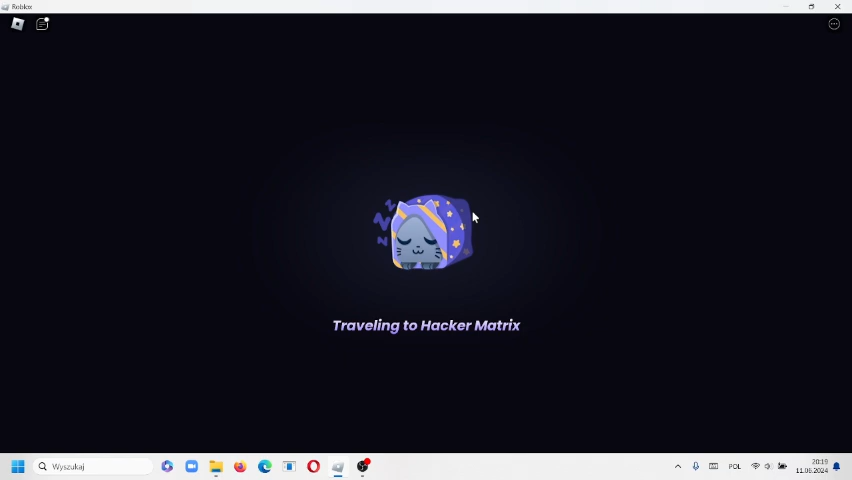 Roblox
z
z
z
Traveling to Hacker Matrix
Wyszukaj
POL
20:19
11.06.2024